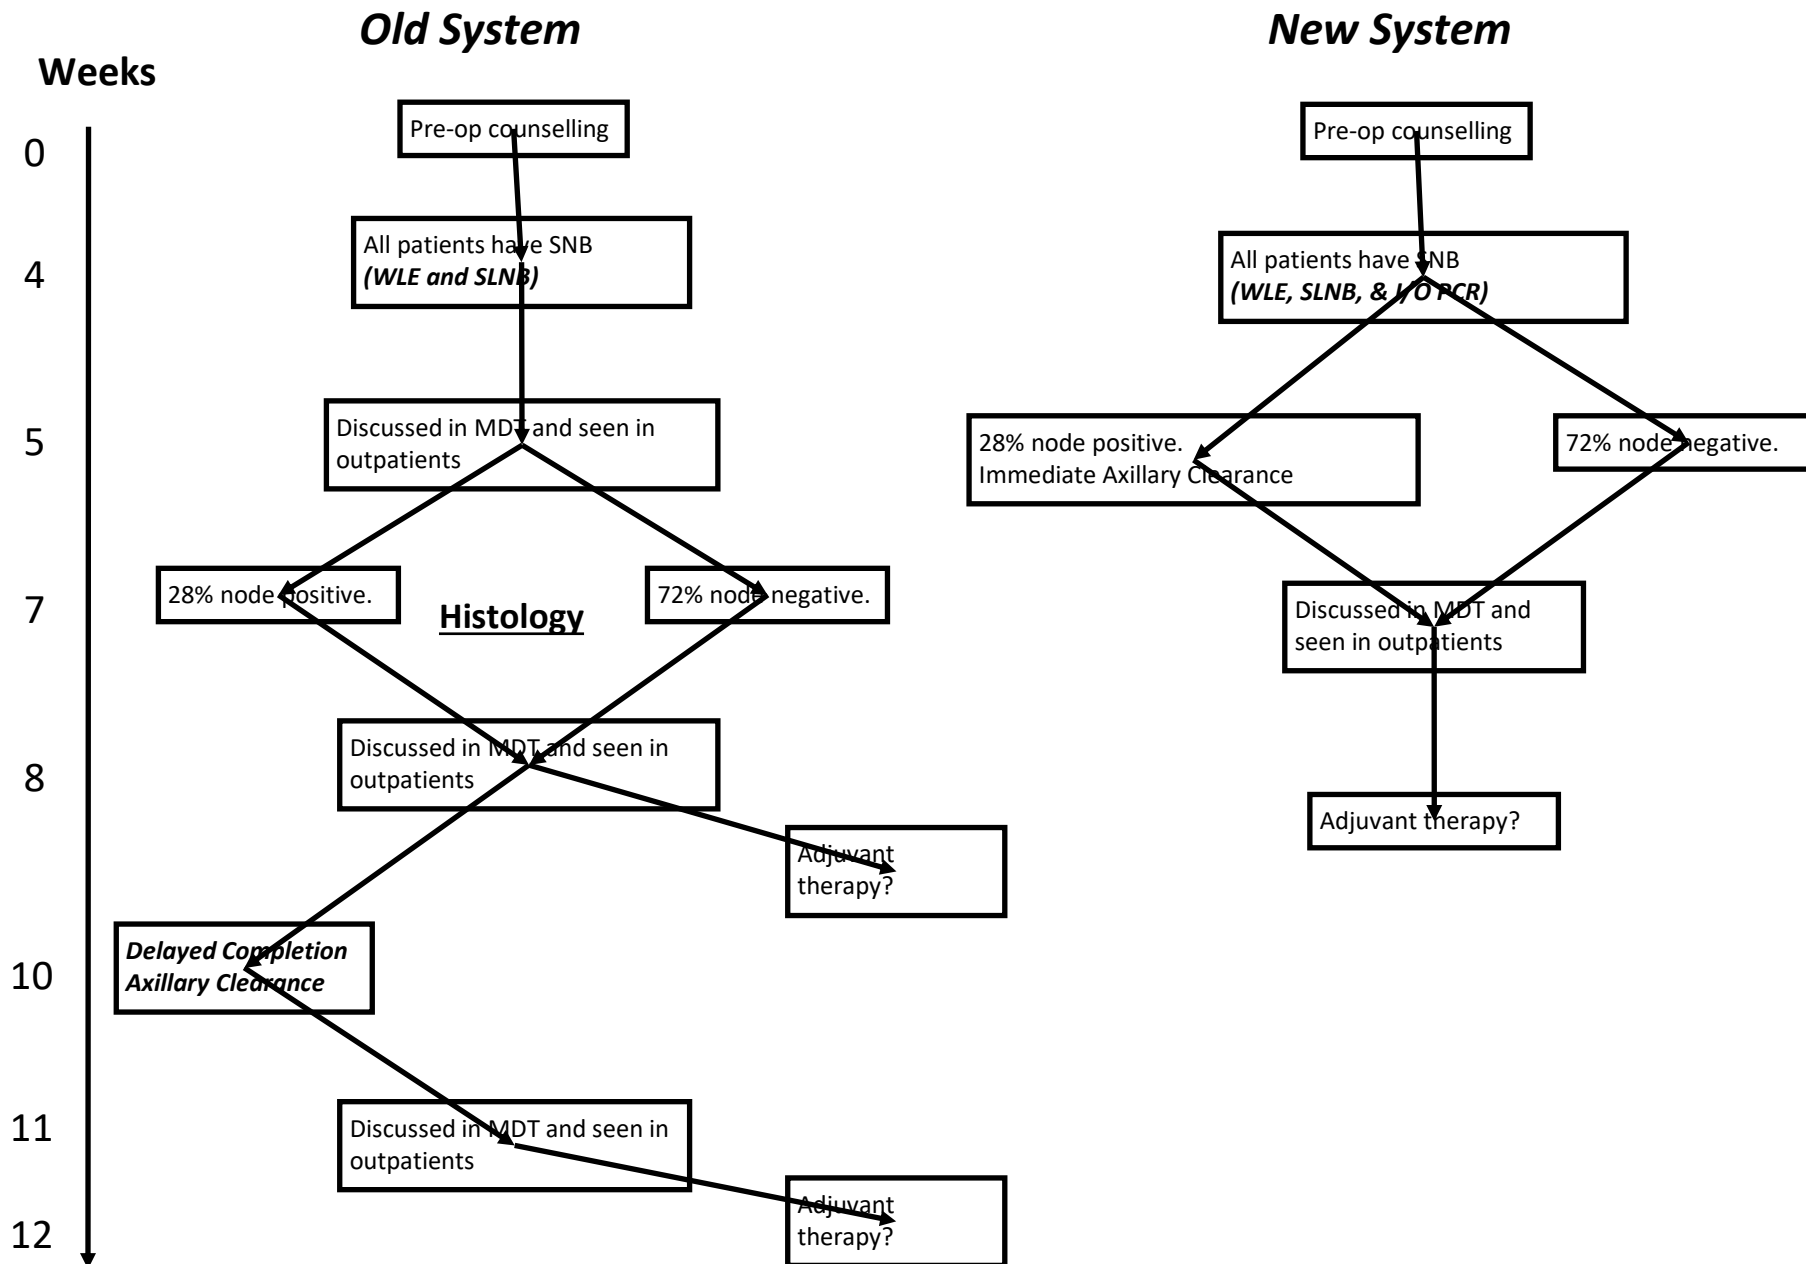 Old System
New System
Weeks
0
Pre-op counselling
Pre-op counselling
4
All patients have SNB
(WLE and SLNB)
All patients have SNB
(WLE, SLNB, & I/O PCR)
5
Discussed in MDT and seen in
outpatients
28% node positive.
Immediate Axillary Clearance
72% node negative.
7
28% node positive.
Histology
72% node negative.
Discussed in MDT and
seen in outpatients
8
Discussed in MDT and seen in
outpatients
Adjuvant therapy?
Adjuvant
therapy?
10
Delayed Completion
Axillary Clearance
11
Discussed in MDT and seen in
outpatients
12
Adjuvant
therapy?